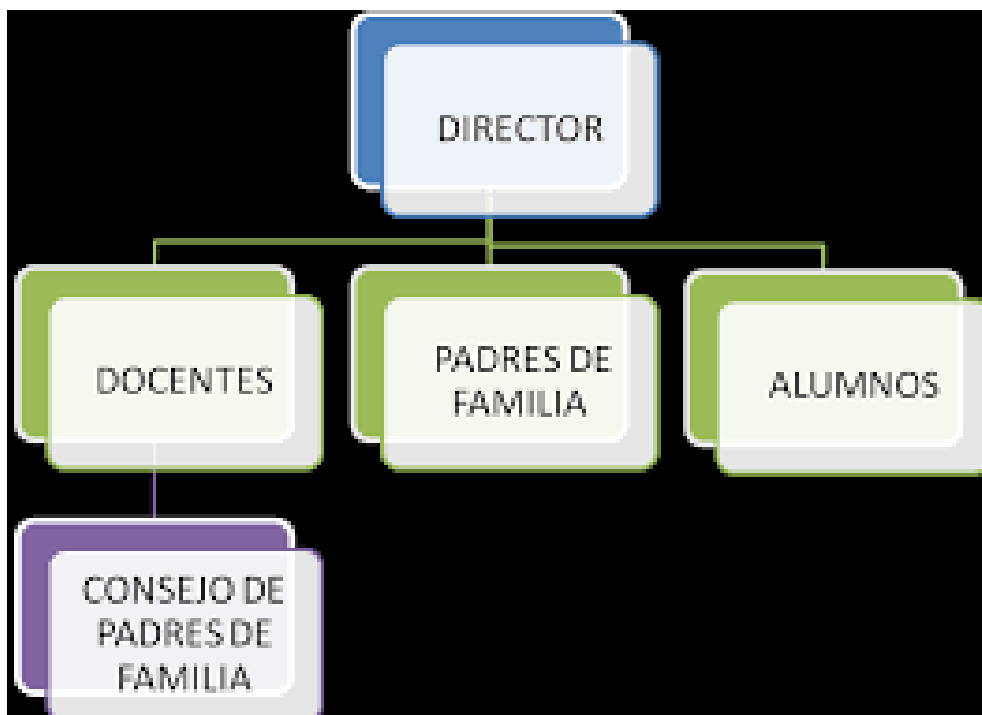 DIRECTOR
DOCENTES
PADRES DE
FAMILIA
ALUMNOS
CONSEJO DE
PADRES DE
FAMILIA